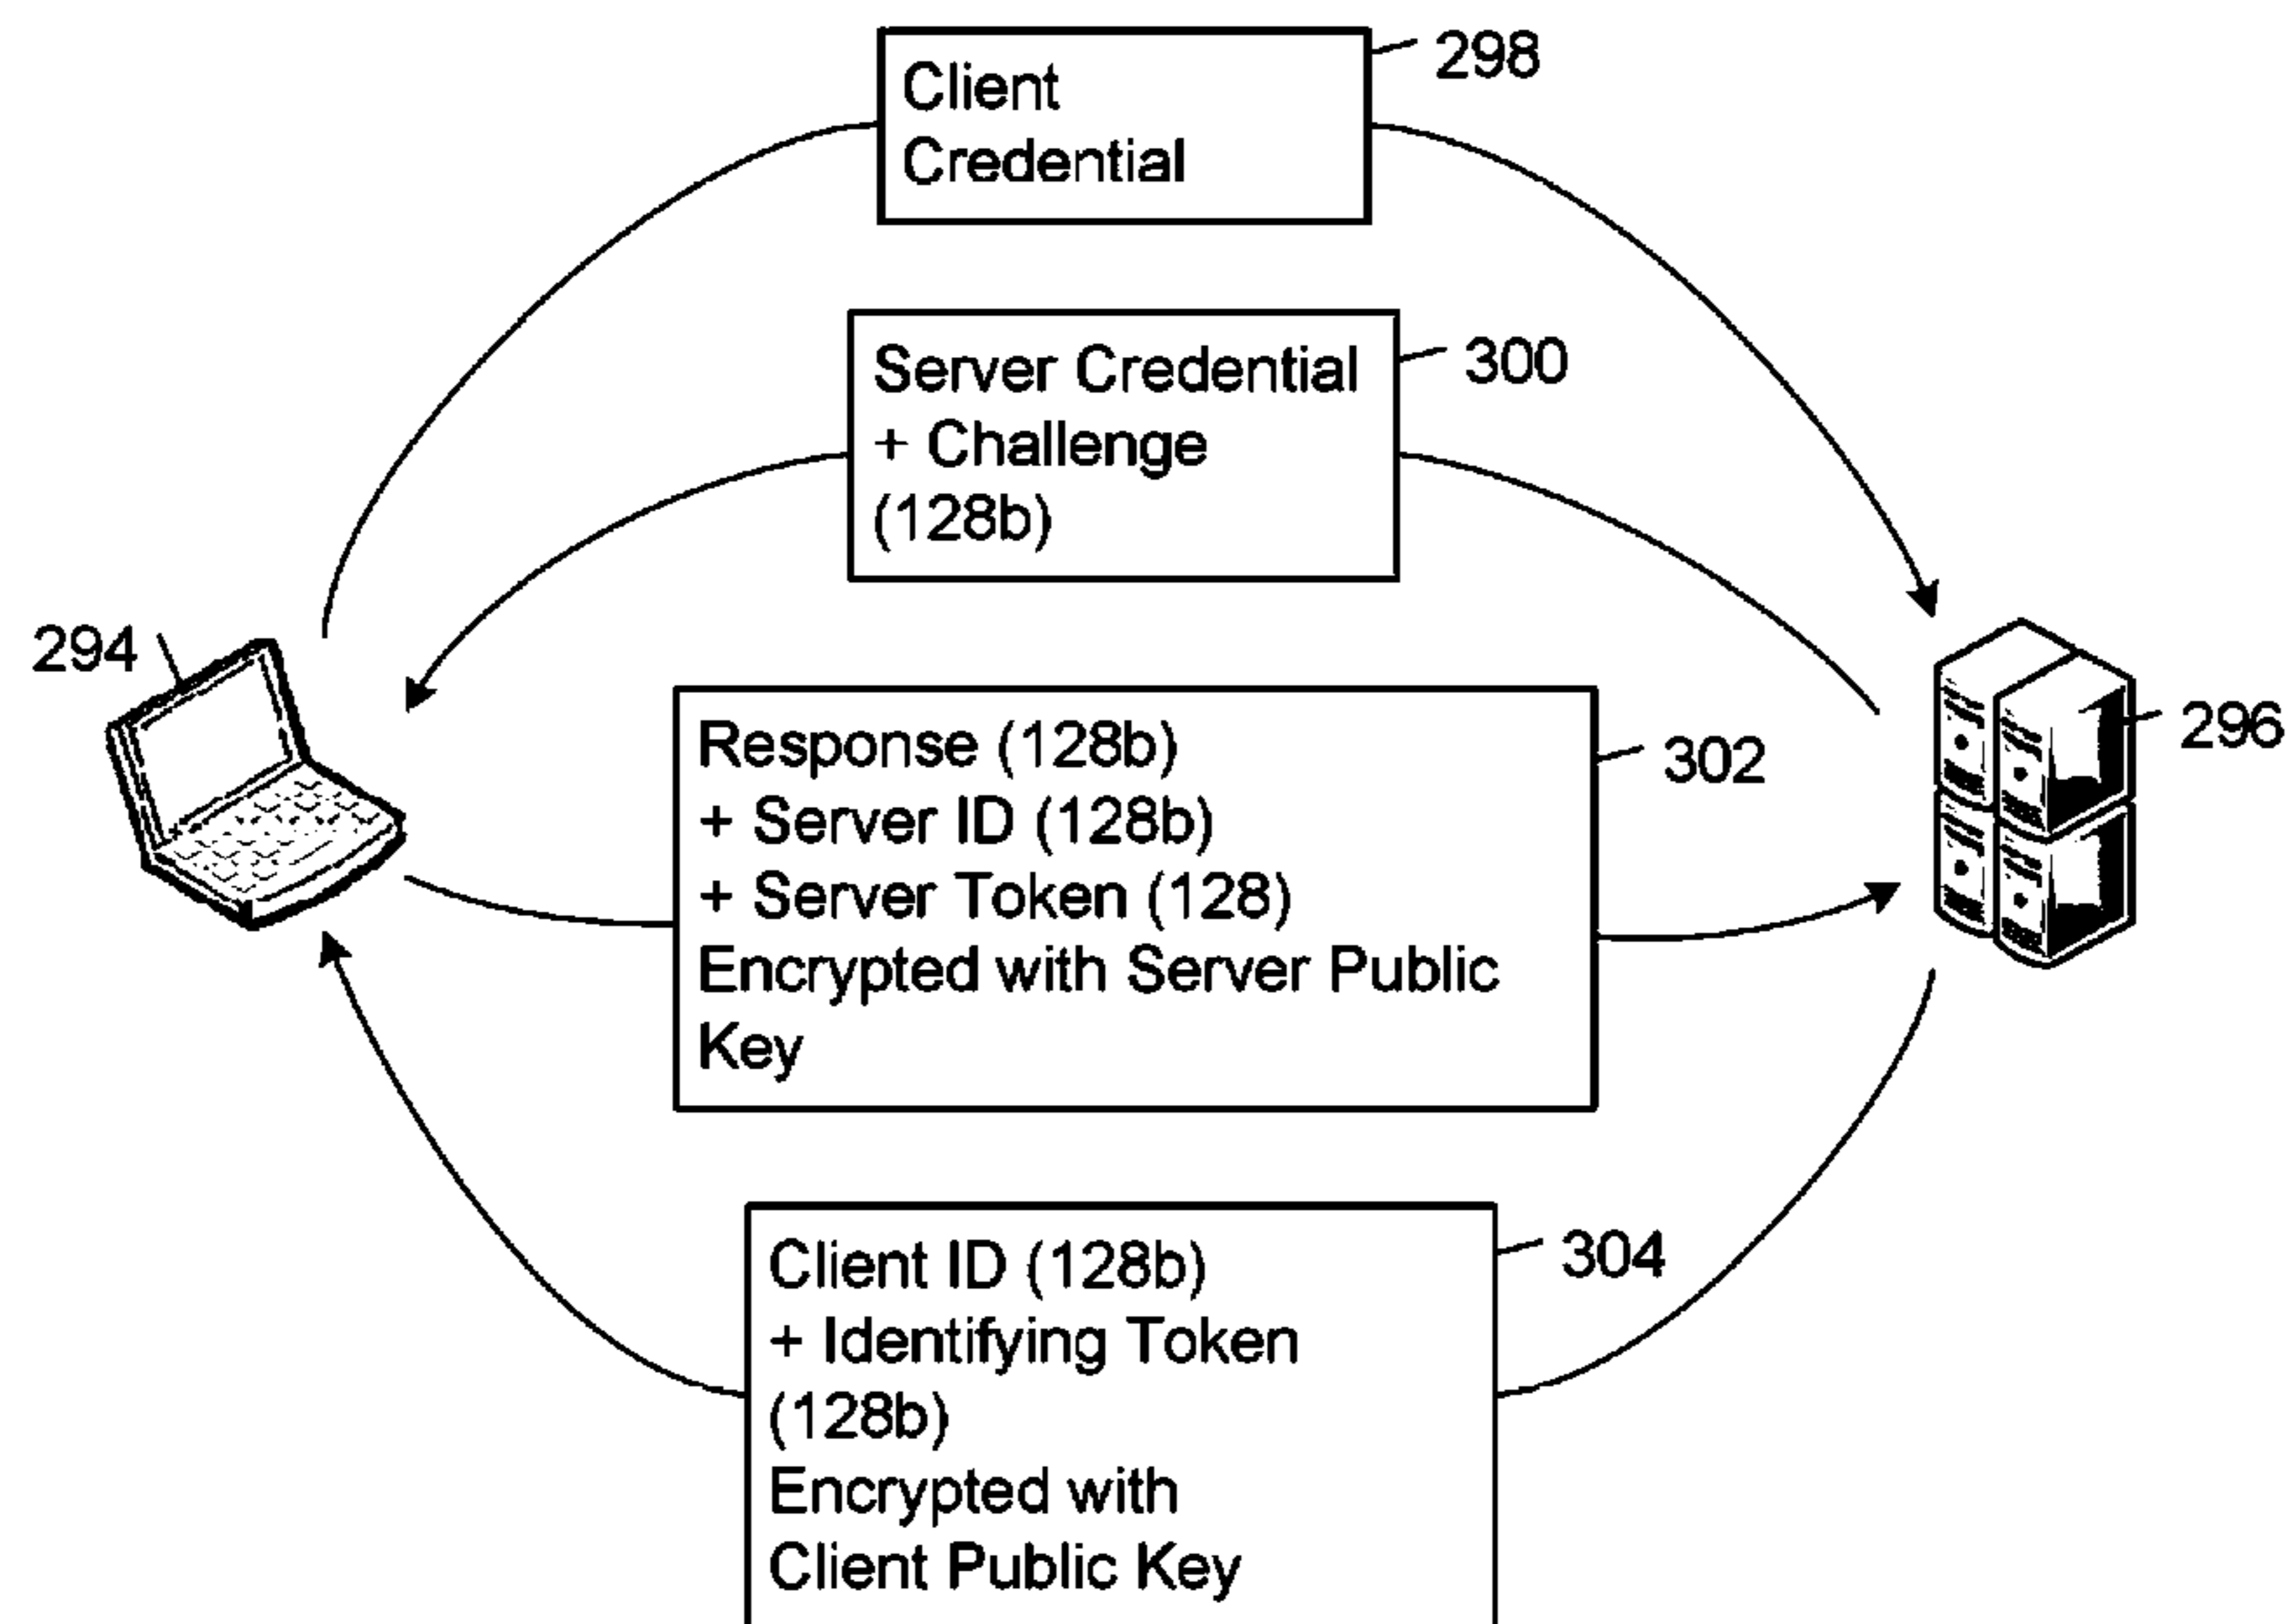 298
Client
Credential
300
Server Credential
+ Challenge
(128b)
294
296
302
Response (128b)
+ Server ID (128b)
+ Server Token (128)
Encrypted with Server Public
Key
304
Client ID (128b)
+ Identifying Token
(128b)
Encrypted with
Client Public Key